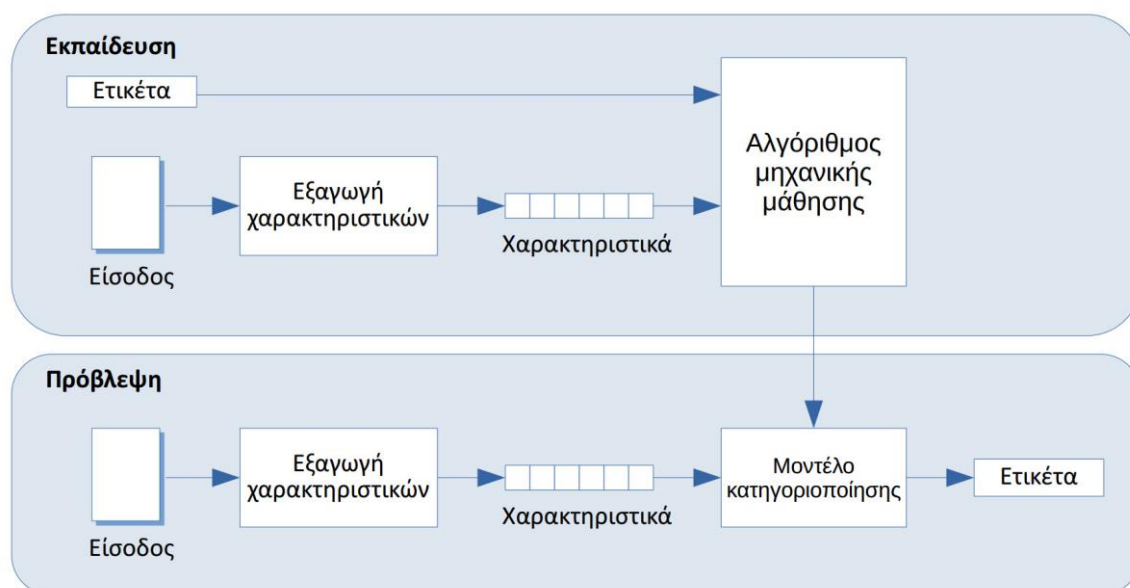 Εκπαίδευση
Ετικέτα
Εξαγωγή
χαρακτηριστικών
Χαρακτηριστικά
Είσοδος
Αλγόριθμος
μηχανικής
μάθησης
Πρόβλεψη
Εξαγωγή
χαρακτηριστικών
Χαρακτηριστικά
Είσοδος
Μοντέλο
κατηγοριοποίησης
Ετικέτα